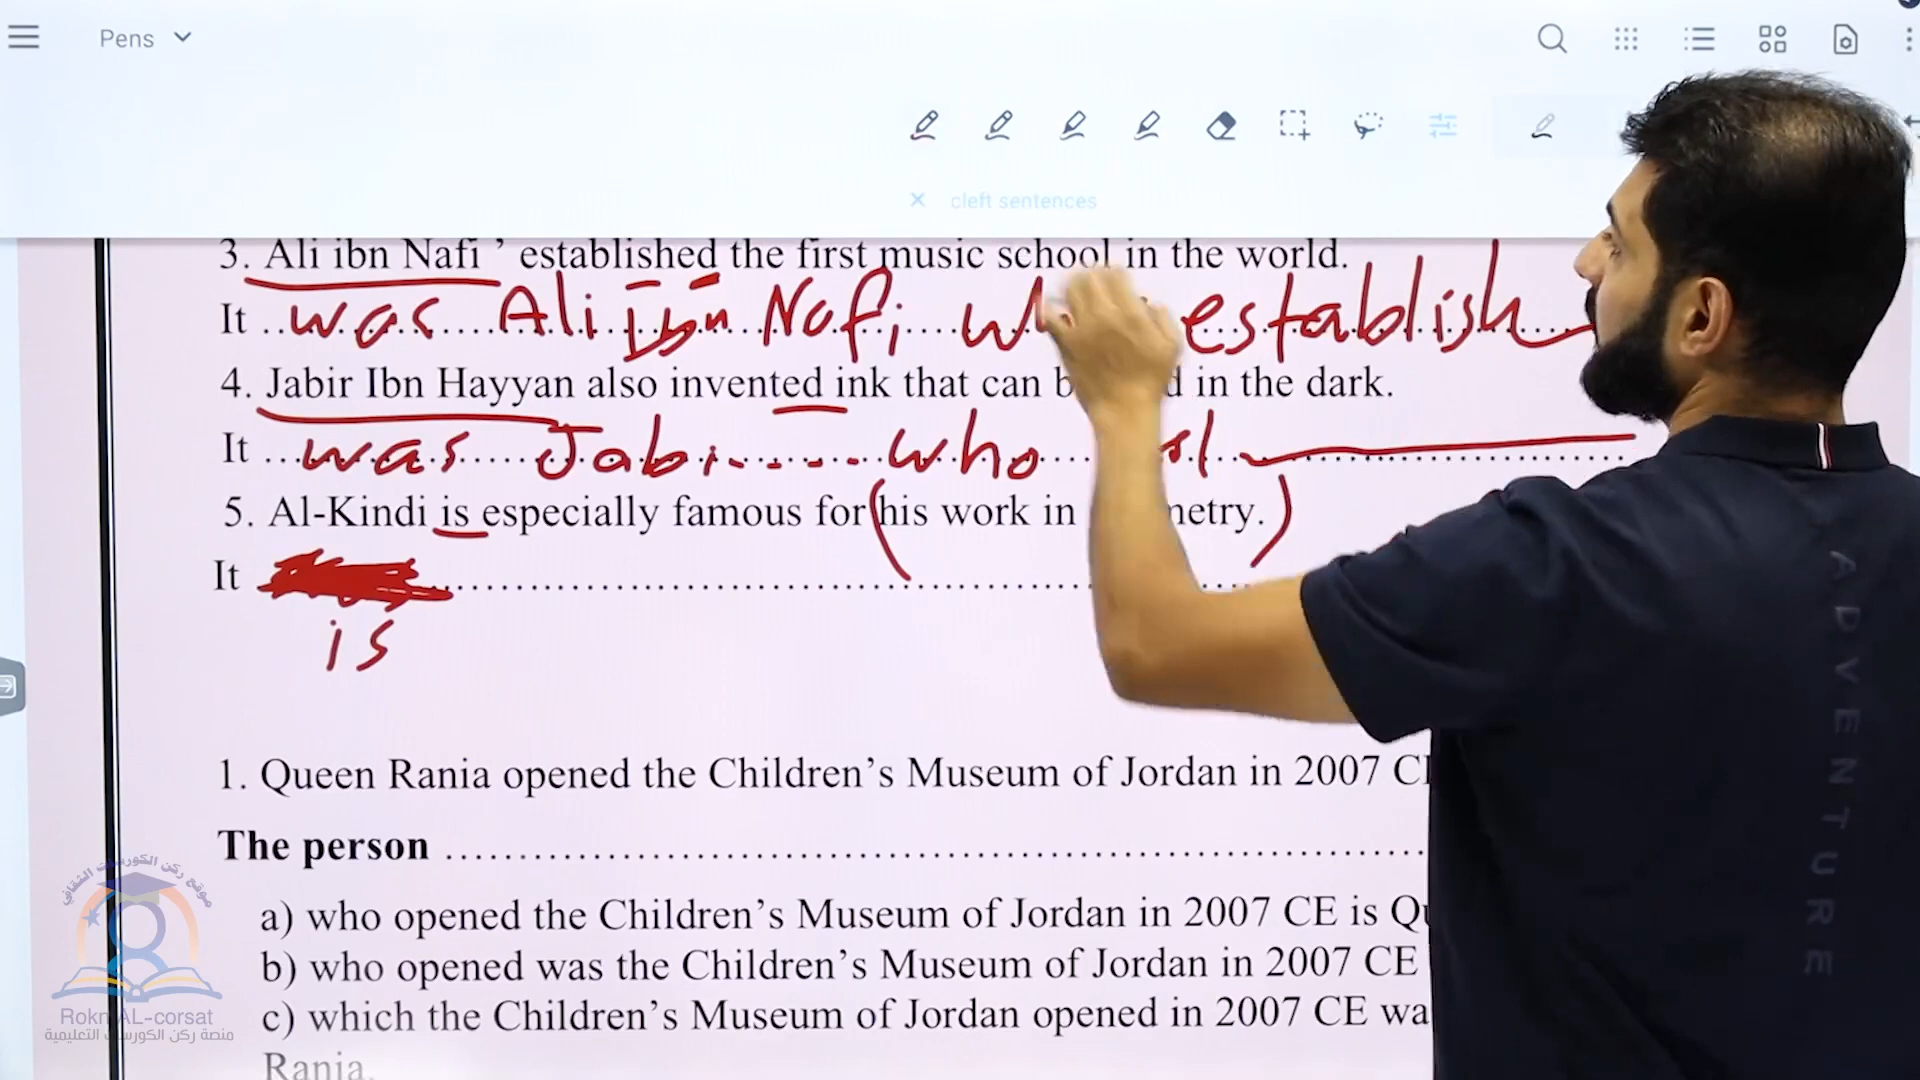 Pens
cleft sentences
3. Ali ibn Nafi ’ established the first music school in the world.
It was Ali ibn Nafi establish
4. Jabir Ibn Hayyan also invented ink that can in the dark.
It was Jabi.... who
5. Al-Kindi is especially famous for (his work in )
It
is
1. Queen Rania opened the Children’s Museum of Jordan in 2007
The person
a) who opened the Children’s Museum of Jordan in 2007 CE is
b) who opened was the Children’s Museum of Jordan in 2007 CE
c) which the Children’s Museum of Jordan opened in 2007 CE
Rania.
ADVENTURE
موقع ركن الكورسات الثقافي
Rokn AL-corsat
منصة ركن الكورسات التعليمية